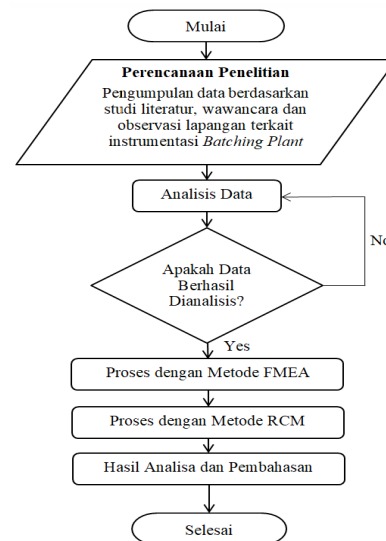 Mulai
Perencanaan Penelitian
Pengumpulan data berdasarkan
studi literatur, wawancara dan
observasi lapangan terkait
instrumentasi Batching Plant
Analisis Data
No
Apakah Data
Berhasil
Dianalisis?
Yes
Proses dengan Metode FMEA
Proses dengan Metode RCM
Hasil Analisa dan Pembahasan
Selesai